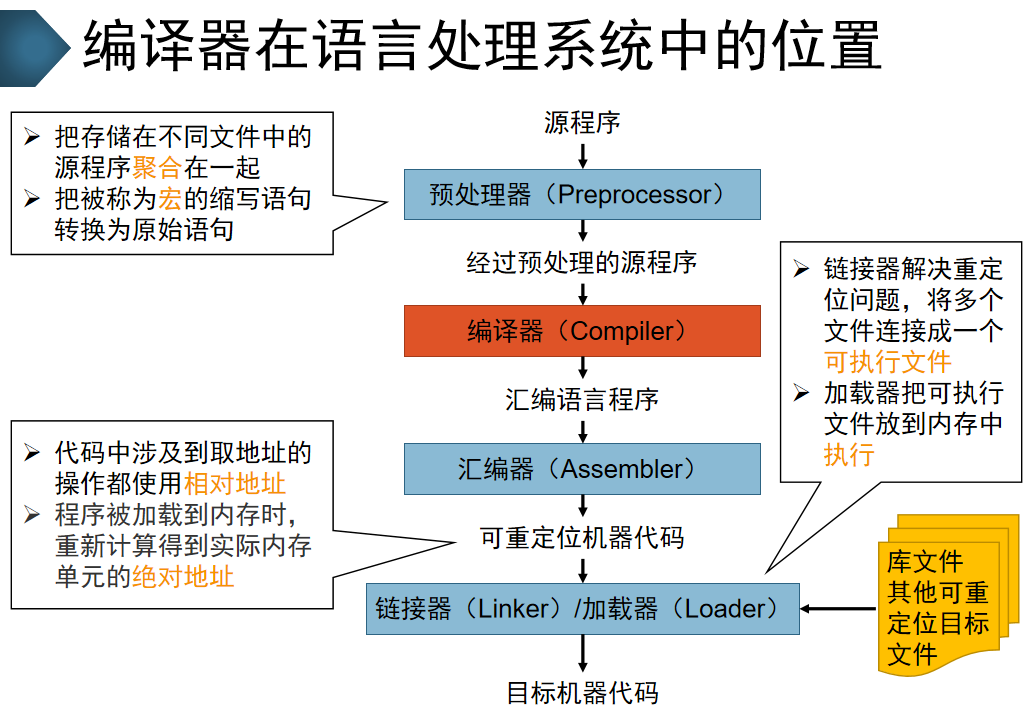 编译器在语言处理系统中的位置
➢ 把存储在不同文件中的
源程序聚合在一起
➢ 把被称为宏的缩写语句
转换为原始语句
源程序
预处理器（Preprocessor）
经过预处理的源程序
编译器（Compiler）
汇编语言程序
汇编器（Assembler）
可重定位机器代码
链接器（Linker）/加载器（Loader）
目标机器代码
➢ 代码中涉及到取地址的
操作都使用相对地址
➢ 程序被加载到内存时，
重新计算得到实际内存
单元的绝对地址
➢ 链接器解决重定
位问题，将多个
文件连接成一个
可执行文件
➢ 加载器把可执行
文件放到内存中
执行
库文件
其他可重
定位目标
文件